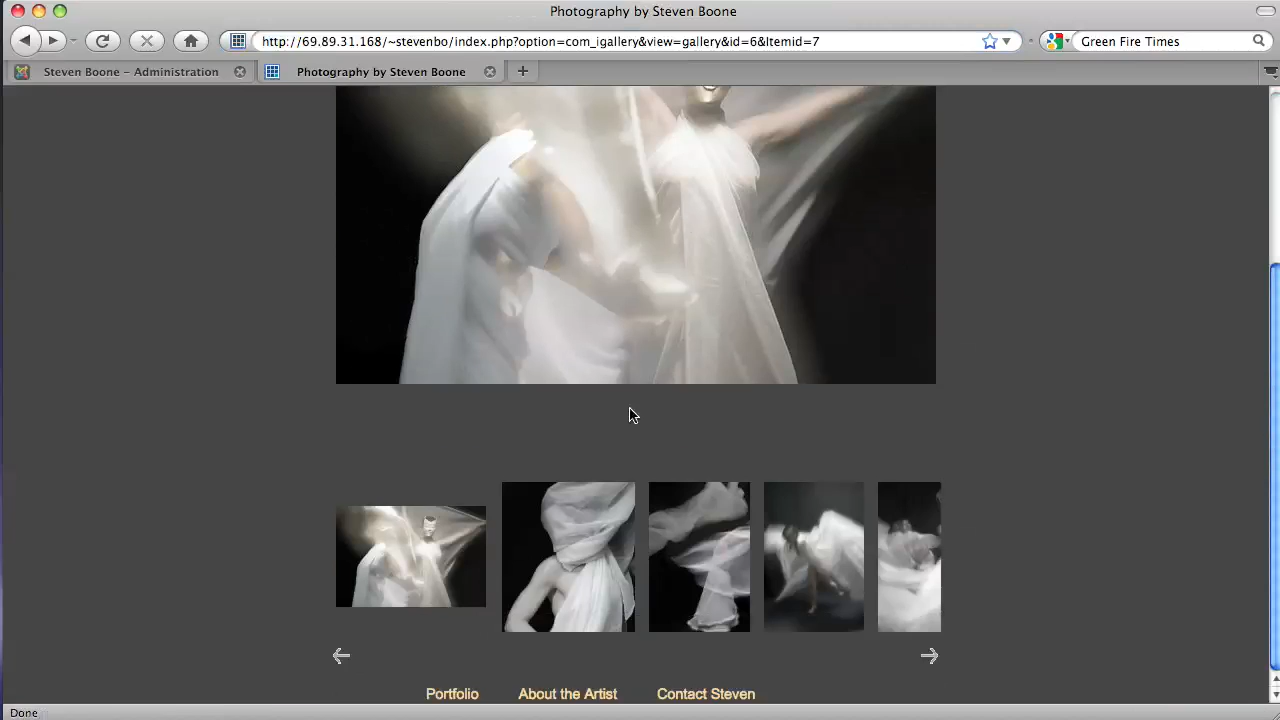 Photography by Steven Boone
http://69.89.31.168/~stevenbo/index.php?option=com_igallery&view=gallery&id=6&Itemid=7
Green Fire Times
Steven Boone – Administration
Photography by Steven Boone
Portfolio
About the Artist
Contact Steven
Done